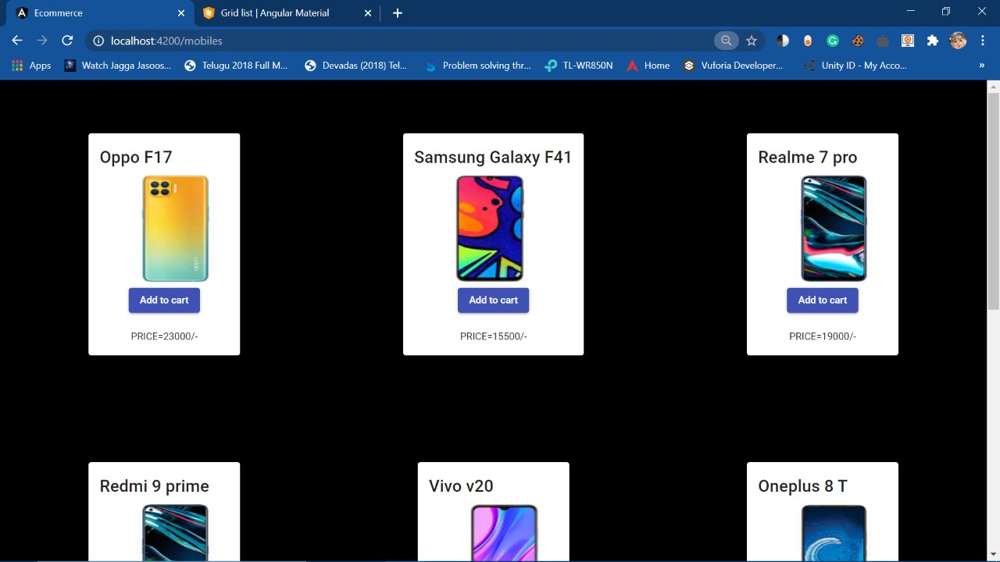 Ecommerce
Grid list | Angular Material
localhost:4200/mobiles
Apps
Watch Jagga Jasoos...
Telugu 2018 Full M...
Devadas (2018) Tel...
Problem solving thr...
TL-WR850N
Home
Vuforia Developer...
Unity ID - My Acco...
»
Oppo F17
Samsung Galaxy F41
Realme 7 pro
oppo
Add to cart
Add to cart
Add to cart
PRICE=23000/-
PRICE=15500/-
PRICE=19000/-
Redmi 9 prime
Vivo v20
Oneplus 8 T